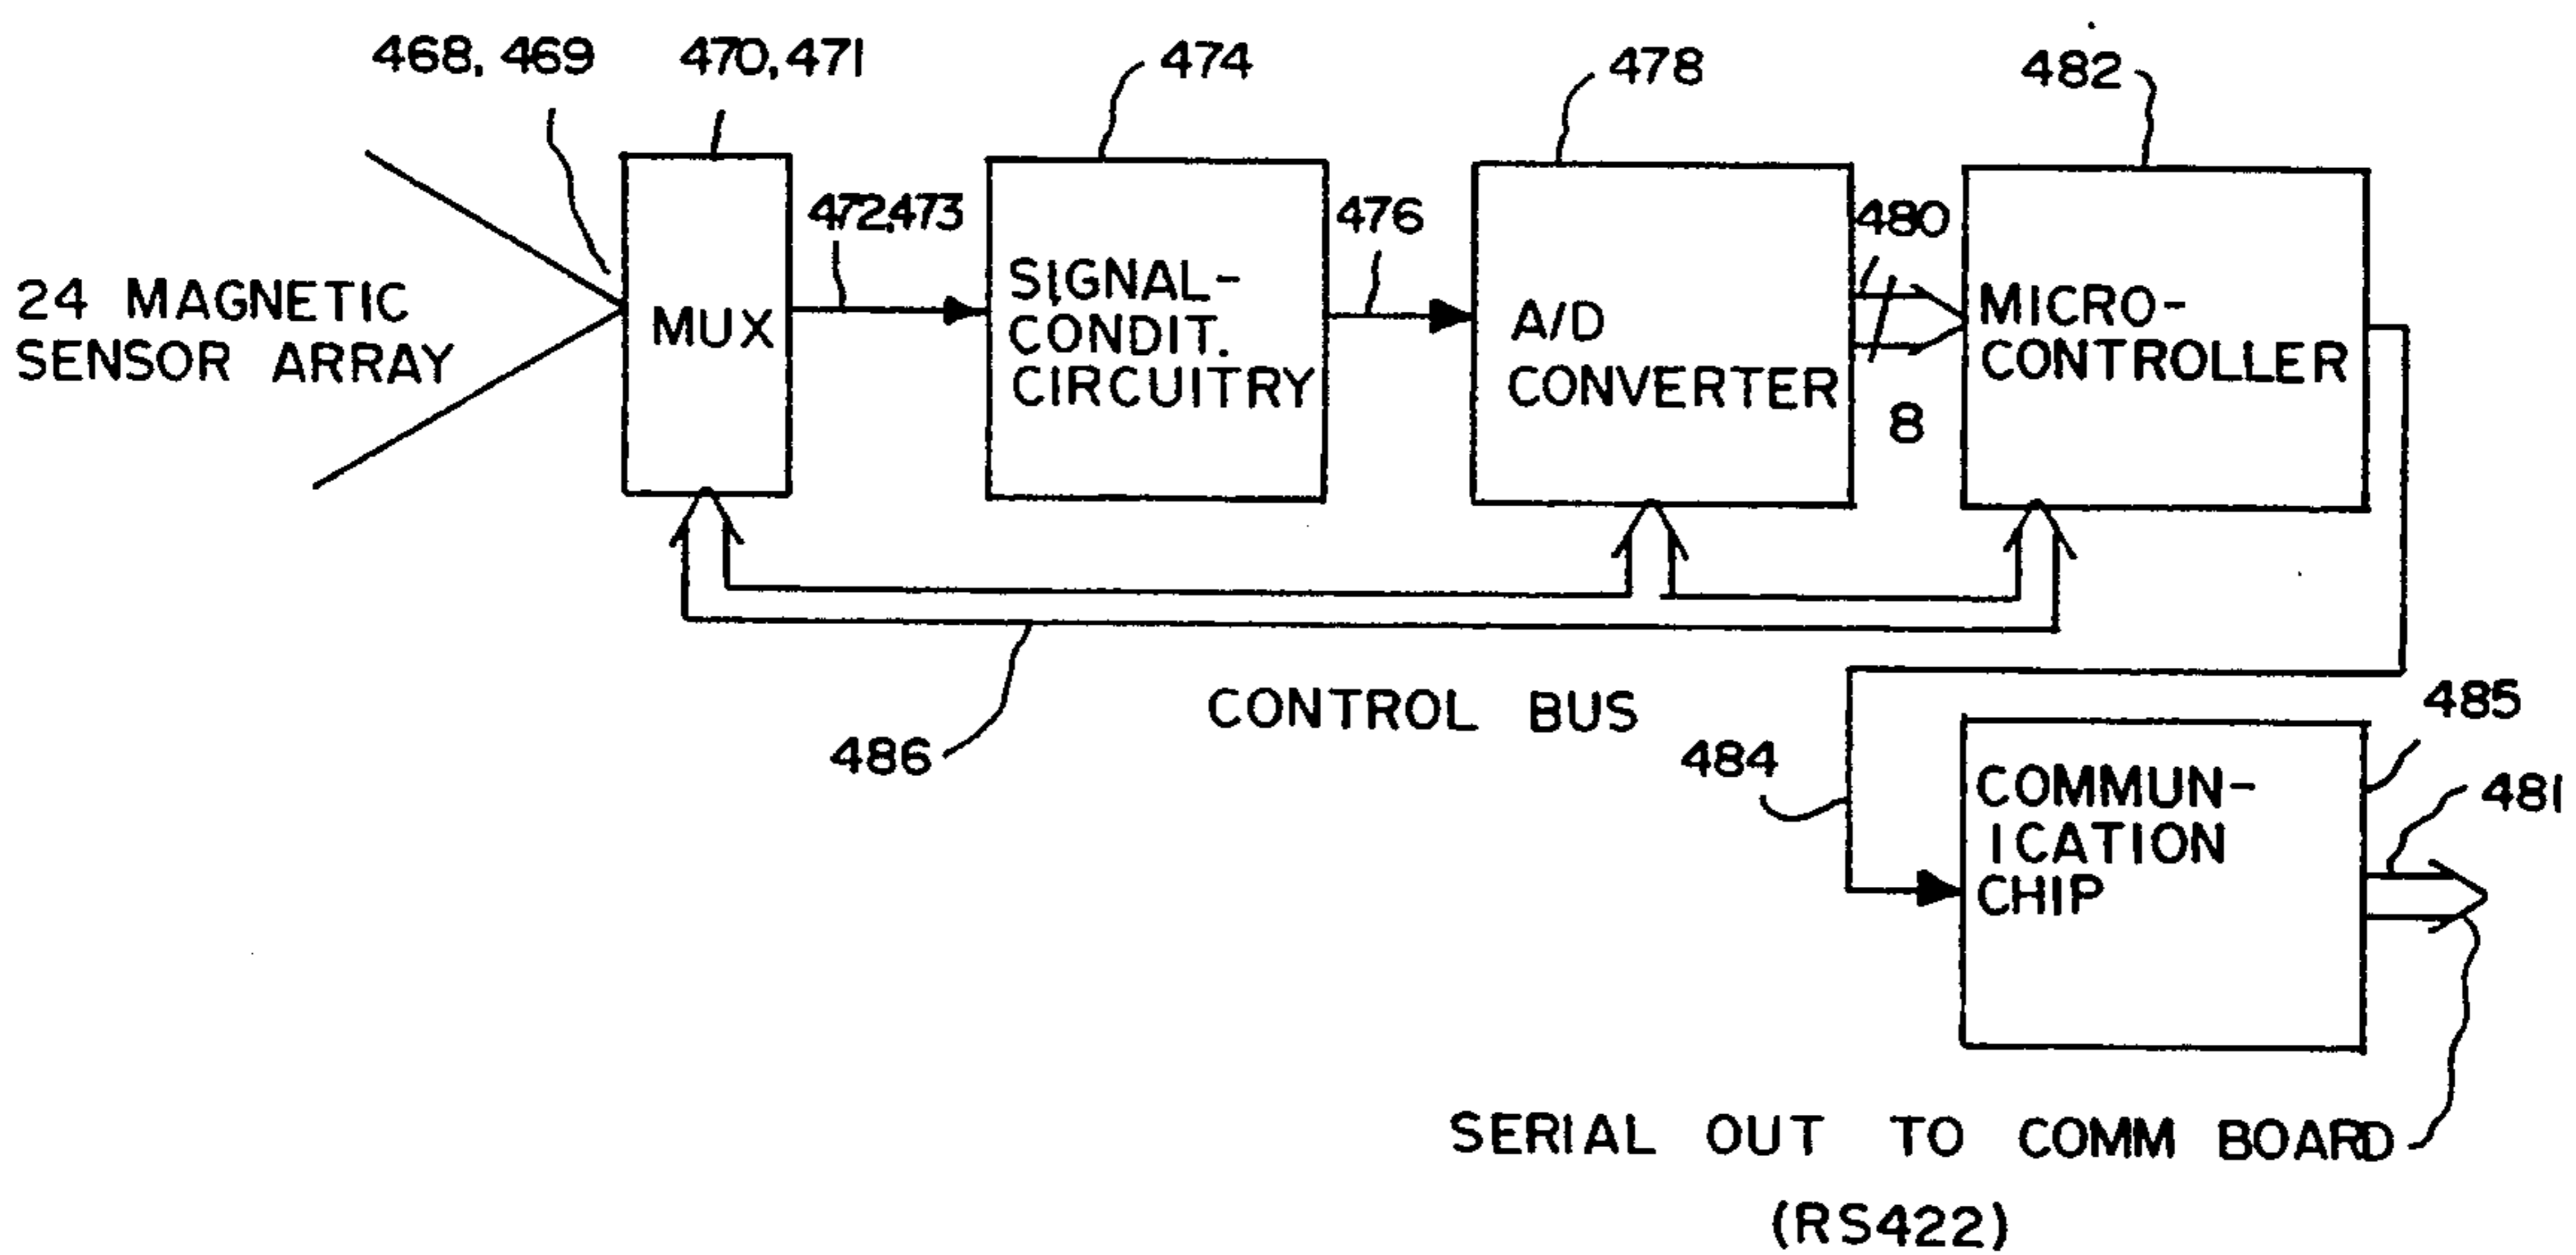 468, 469
470,471
474
478
482
472,473
476
480
24 MAGNETIC
SENSOR ARRAY
MUX
SIGNAL-
CONDIT.
CIRCUITRY
A/D
CONVERTER
8
MICRO-
CONTROLLER
CONTROL BUS
486
484
485
481
COMMUN-
ICATION
CHIP
SERIAL OUT TO COMM BOARD
(RS422)